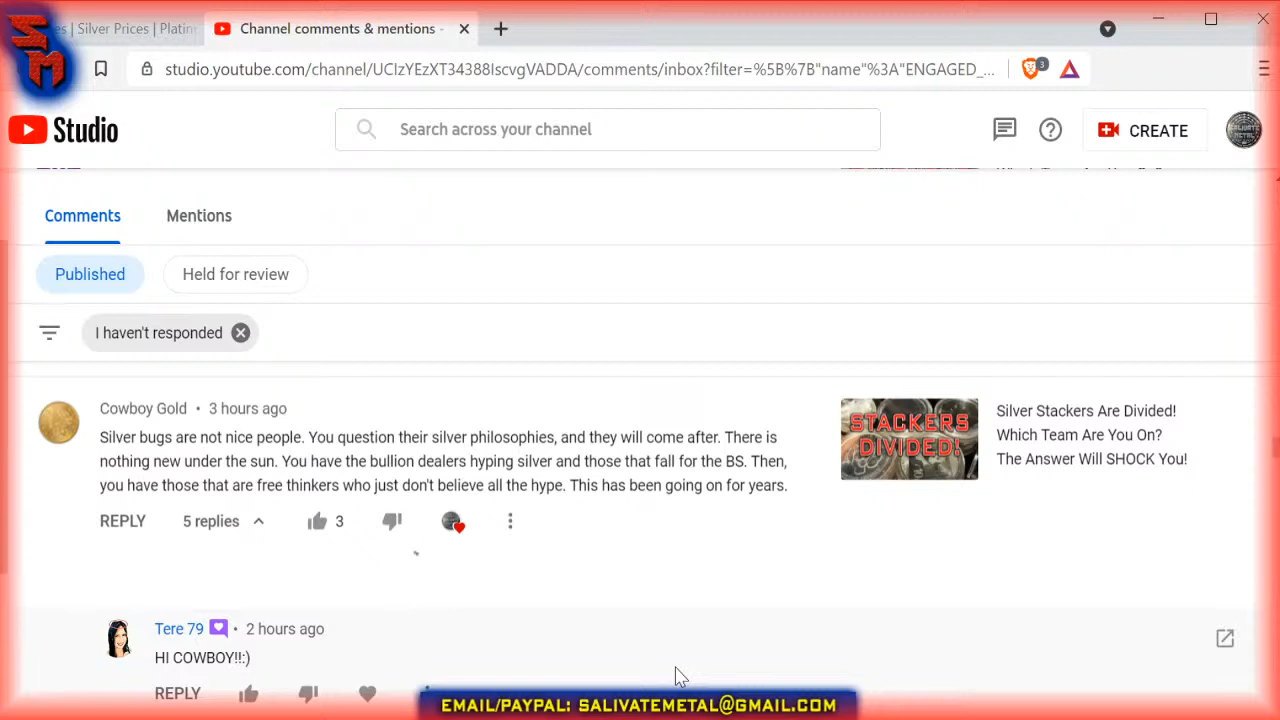 es | Silver Prices | Platin
Channel comments & mentions -
SM
studio.youtube.com/channel/UCIzYEzXT34388IscvgVADDA/comments/inbox?filter=%5B%7B"name"%3A"ENGAGED_...
3
Studio
Search across your channel
CREATE
SALIVATE
METAL
Comments
Mentions
Published
Held for review
I haven't responded
Cowboy Gold • 3 hours ago
Silver bugs are not nice people. You question their silver philosophies, and they will come after. There is
nothing new under the sun. You have the bullion dealers hyping silver and those that fall for the BS. Then,
you have those that are free thinkers who just don't believe all the hype. This has been going on for years.
STACKERS
DIVIDED!
Silver Stackers Are Divided!
Which Team Are You On?
The Answer Will SHOCK You!
REPLY
5 replies
3
Tere 79 • 2 hours ago
HI COWBOY!!:)
REPLY
EMAIL/PAYPAL: SALIVATEMETAL@GMAIL.COM